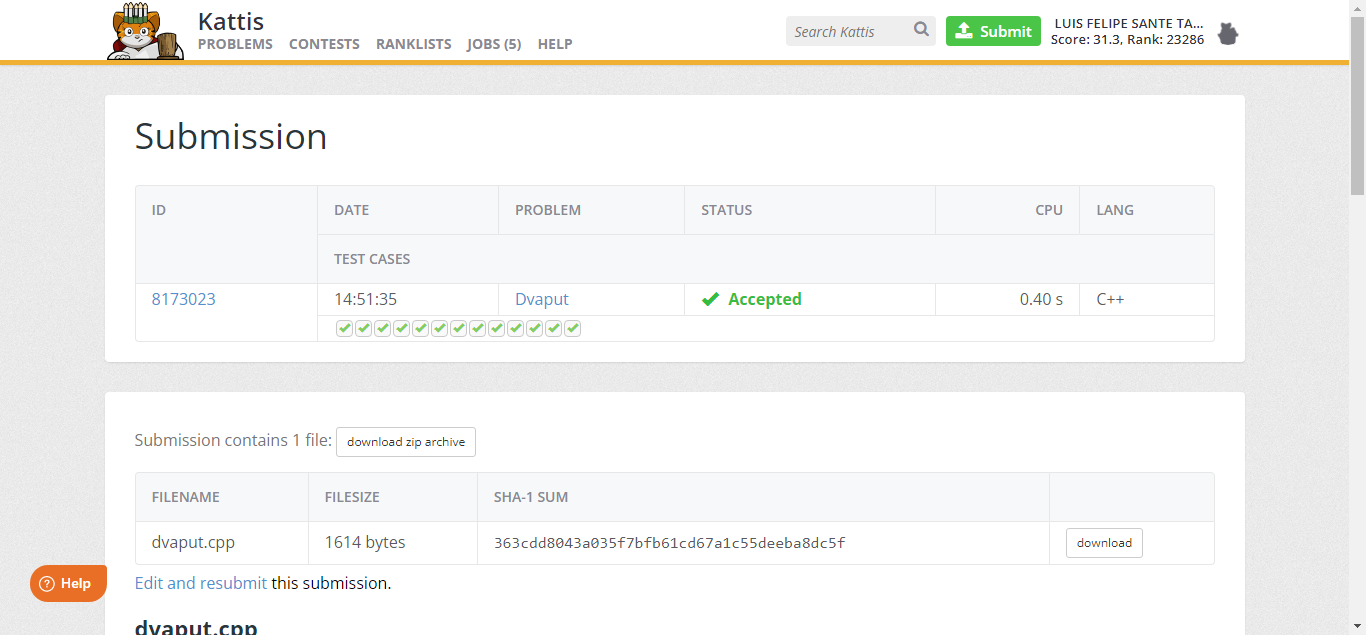 Kattis
PROBLEMS CONTESTS RANKLISTS JOBS (5) HELP
Search Kattis
Submit
LUIS FELIPE SANTE TA...
Score: 31.3, Rank: 23286
Submission
ID DATE PROBLEM STATUS CPU LANG
TEST CASES
8173023 14:51:35 Dvaput Accepted 0.40 s C++
Submission contains 1 file: download zip archive
FILENAME FILESIZE SHA-1 SUM
dvaput.cpp 1614 bytes 363cdd8043a035f7bfb61cd67a1c55deeba8dc5f download
Help
Edit and resubmit this submission.
dvaput.cpp